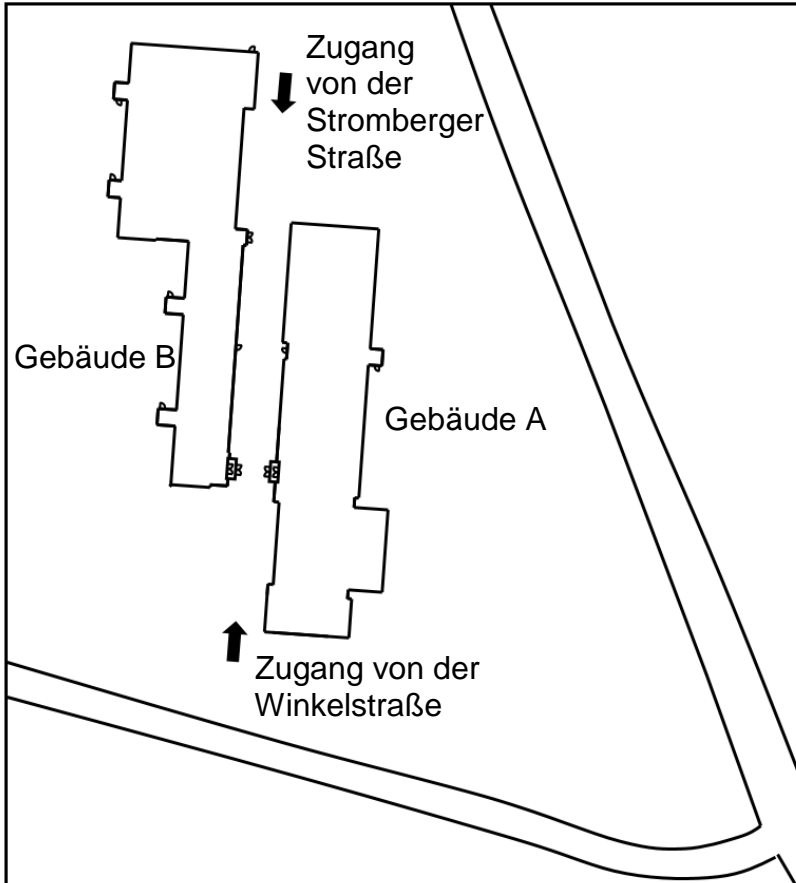 Zugang
von der
Stromberger
Straße
Gebäude B
Gebäude A
Zugang von der
Winkelstraße